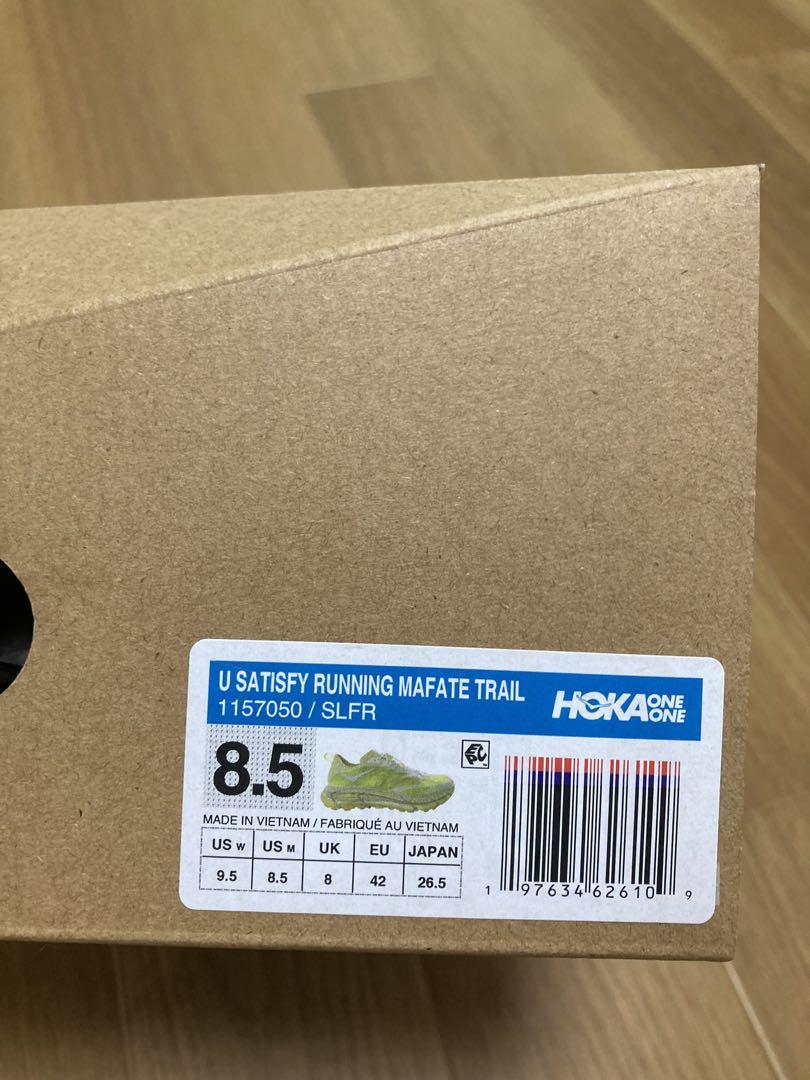 U SATISFY RUNNING MAFATE TRAIL
1157050 / SLFR
HOKA ONE ONE
8.5
MADE IN VIETNAM / FABRIQUÉ AU VIETNAM
US W US M UK EU JAPAN
9.5 8.5 8 42 26.5
1 97634 62610 9